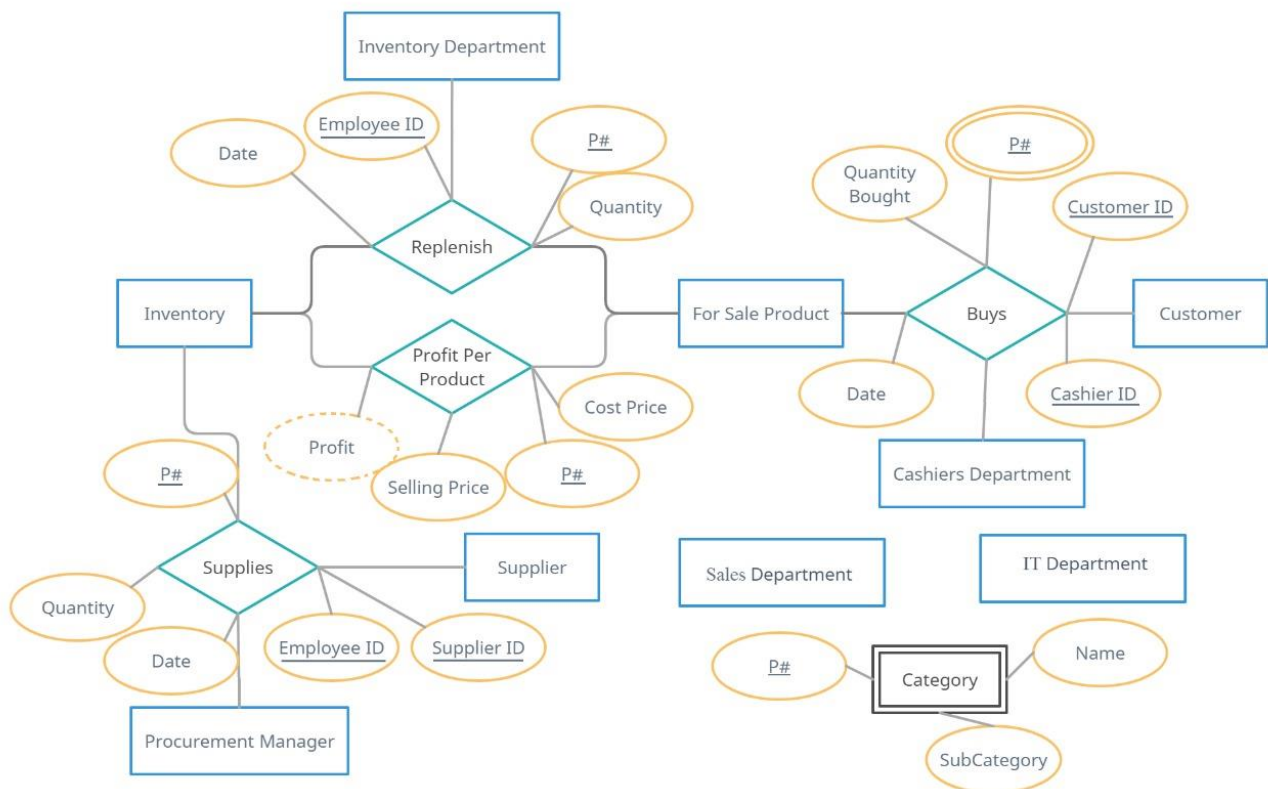 Inventory Department
Employee ID
P#
Date
Quantity
Replenish
P#
Quantity
Bought
Customer ID
Inventory
For Sale Product
Buys
Customer
Profit Per
Product
Date
Cashier ID
Cost Price
Profit
Selling Price
P#
Cashiers Department
P#
Supplies
Supplier
Quantity
Date
Employee ID
Supplier ID
Procurement Manager
Sales Department
IT Department
P#
Category
Name
SubCategory